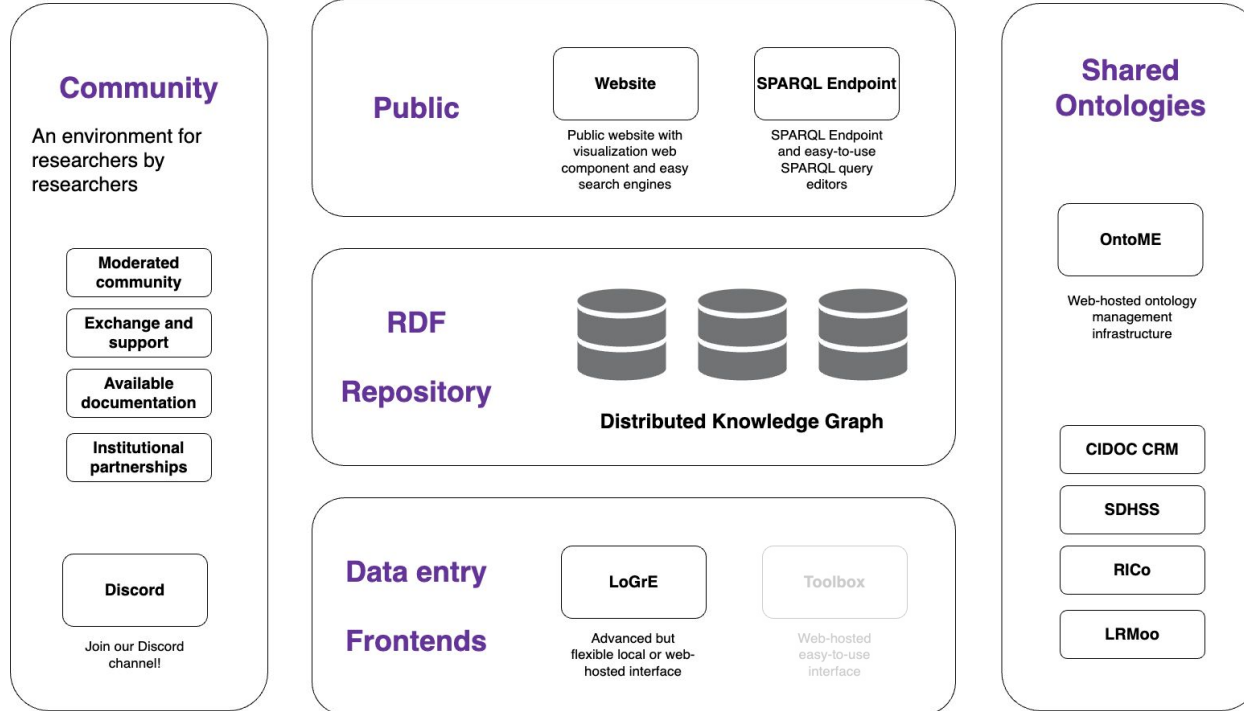 Community
An environment for
researchers by
researchers
Moderated
community
Exchange and
support
Available
documentation
Institutional
partnerships
Discord
Join our Discord
channel!
Public
Website
Public website with
visualization web
component and easy
search engines
SPARQL Endpoint
SPARQL Endpoint
and easy-to-use
SPARQL query
editors
RDF
Repository
Distributed Knowledge Graph
Data entry
Frontends
LoGrE
Advanced but
flexible local or web-
hosted interface
Toolbox
Web-hosted
easy-to-use
interface
Shared
Ontologies
OntoME
Web-hosted ontology
management
infrastructure
CIDOC CRM
SDHSS
RICo
LRMoo